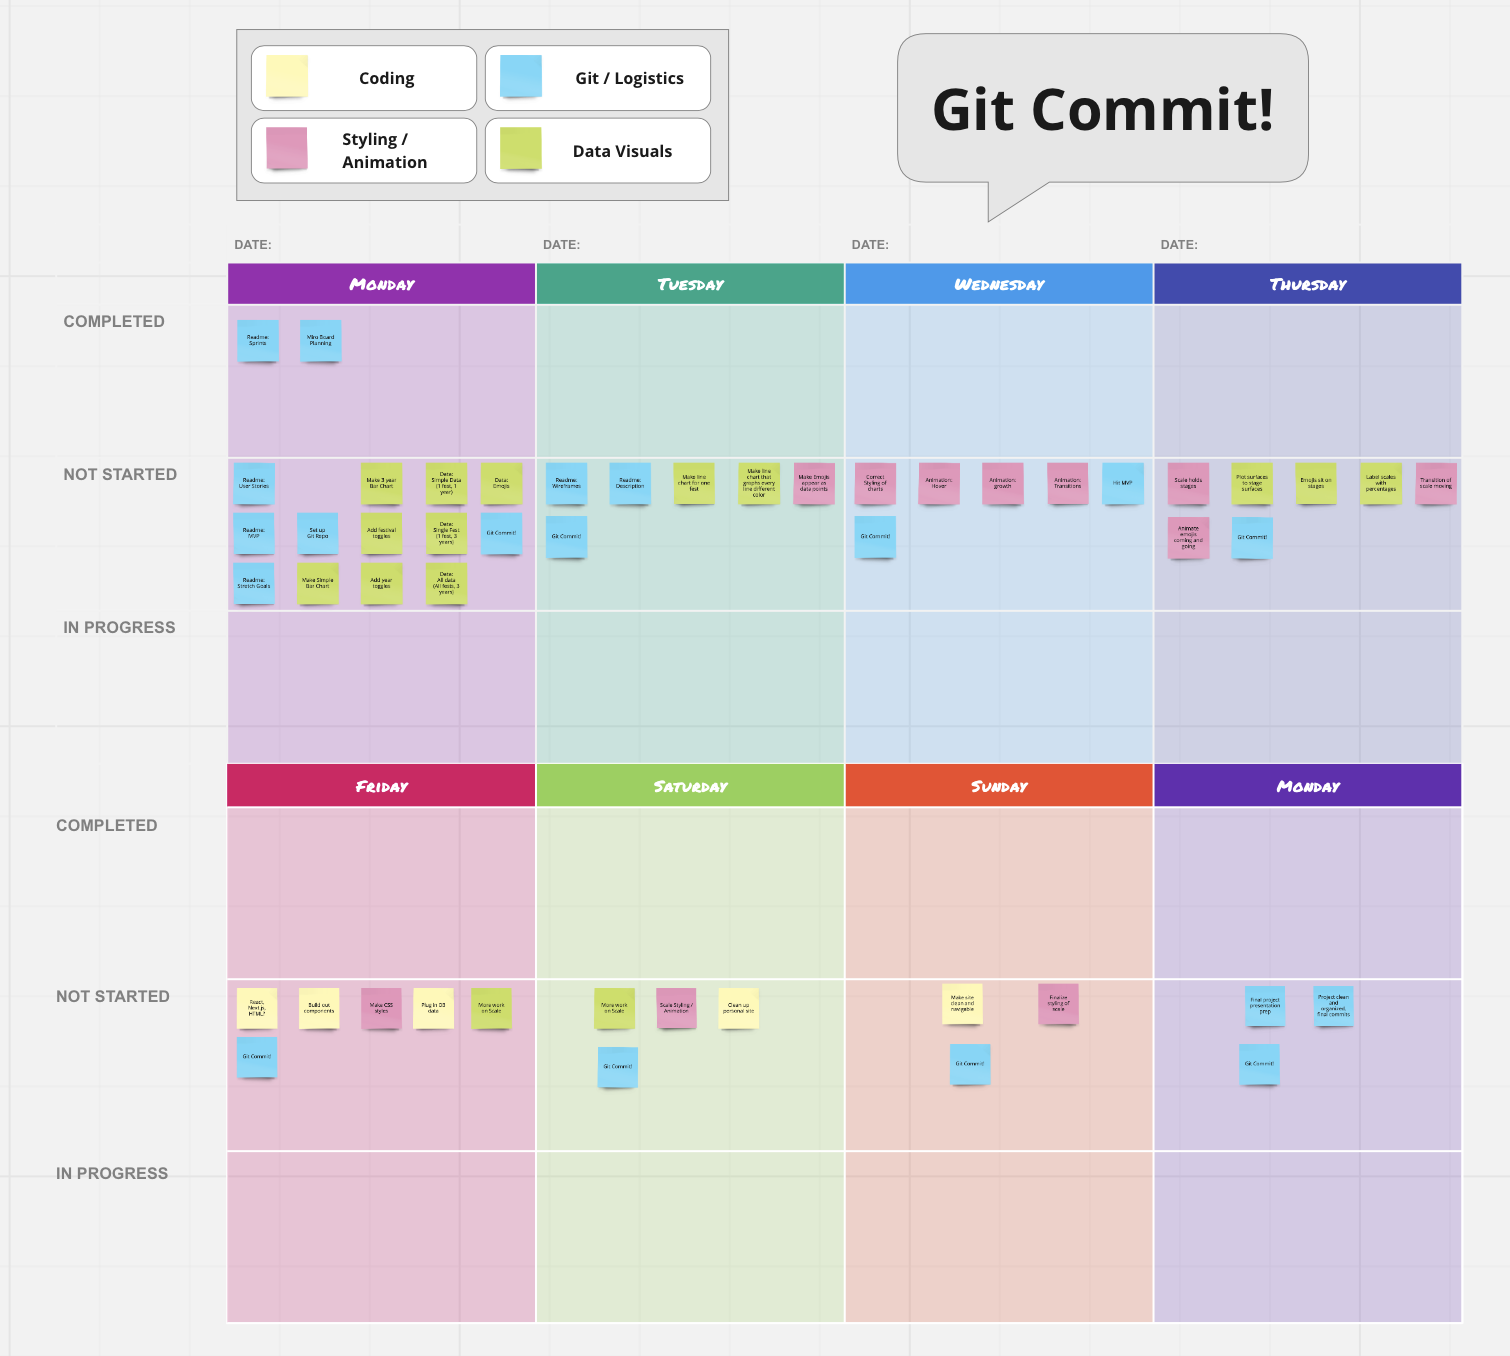 Coding
Git / Logistics
Styling /
Animation
Data Visuals
Git Commit!
DATE:
DATE:
DATE:
DATE:
Monday
Tuesday
Wednesday
Thursday
COMPLETED
Readme:
Sprints
Miro Board
Planning
NOT STARTED
Readme:
User Stories
Make 3 year
Bar Chart
Data:
Simple Data
(1 fest, 1
year)
Data:
Emojis
Readme:
MVP
Set up
Git Repo
Add festival
toggles
Data:
Single Fest
(1 fest, 3
years)
Git Commit!
Readme:
Stretch Goals
Make Simple
Bar Chart
Add year
toggles
Data:
All data
(All fests, 3
years)
Readme:
Wireframes
Readme:
Description
Make line
chart for one
fest
Make line
chart that
graphs every
line different
color
Make Emojis
appear as
data points
Git Commit!
Correct
Styling of
charts
Animation:
Hover
Animation:
growth
Animation:
Transitions
Hit MVP
Git Commit!
Scale holds
stages
Plot surfaces
to stage
surfaces
Emojis sit on
stages
Label scales
with
percentages
Transition of
scale moving
Animate
emojis
coming and
going
Git Commit!
IN PROGRESS
Friday
Saturday
Sunday
Monday
COMPLETED
NOT STARTED
React,
HTML?
Build out
components
Make CSS
styles
Plug in D3
data
More work
on Scale
Git Commit!
More work
on Scale
Scale Styling /
Animation
Clean up
personal site
Git Commit!
Make site
clean and
navigable
Finalize
styling of
scale
Git Commit!
Final project
presentation
prep
Project clean
and
organized,
final commits
Git Commit!
IN PROGRESS